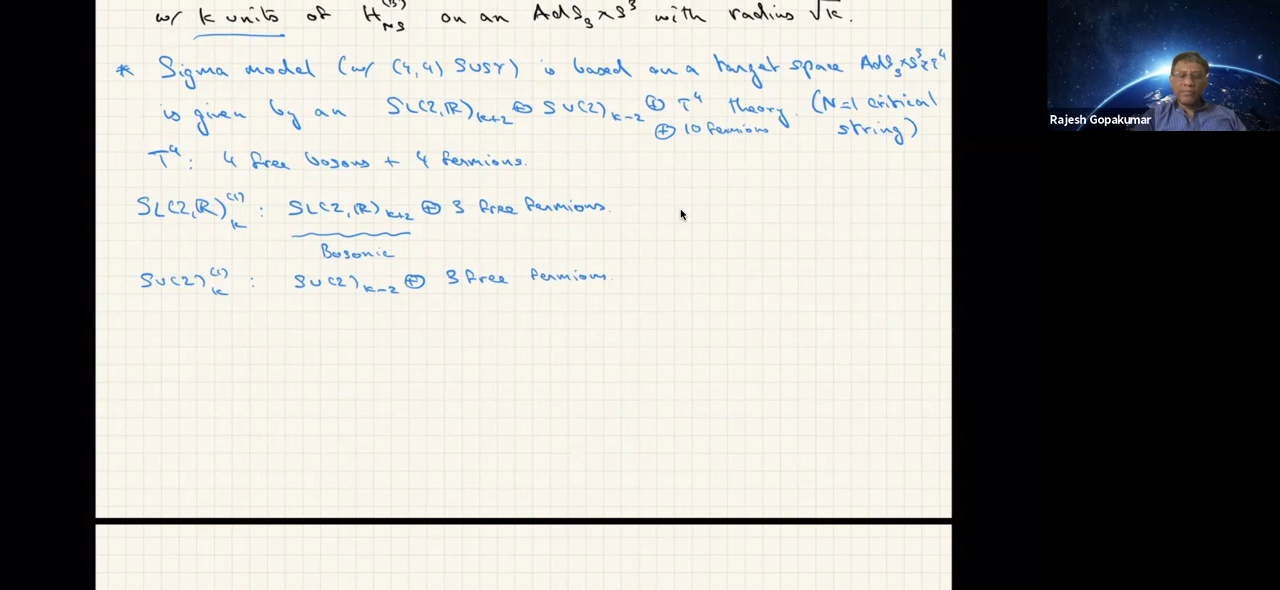 w/ k units of H_NS^(3) on an AdS₃×S³ with radius √k.
* Sigma model (w/ (4,4) SUSY) is based on a target space AdS₃×S³×T⁴
is given by an SL(2,R)_{k+2} ⊕ SU(2)_{k-2} ⊕ T⁴ theory. (N=1 critical
⊕ 10 fermions string)
T⁴: 4 free bosons + 4 fermions.
SL(2,R)_k^(1) : SL(2,R)_{k+2} ⊕ 3 free fermions.
Bosonic
SU(2)_k^(1) : SU(2)_{k-2} ⊕ 3 free fermions.
Rajesh Gopakumar